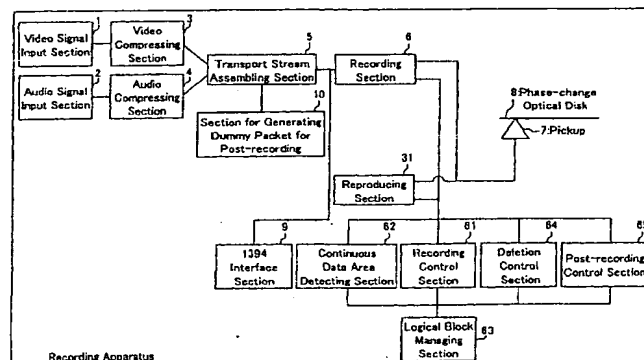 1
Video Signal
Input Section
3
Video
Compressing
Section
2
Audio Signal
Input Section
4
Audio
Compressing
Section
5
Transport Stream
Assembling Section
6
Recording
Section
10
Section for Generating
Dummy Packet for
Post-recording
8:Phase-change
Optical Disk
7:Pickup
31
Reproducing
Section
9
1394
Interface
Section
62
Continuous
Data Area
Detecting Section
61
Recording
Control
Section
64
Deletion
Control
Section
65
Post-recording
Control Section
Logical Block
Managing
Section
63
Recording Apparatus